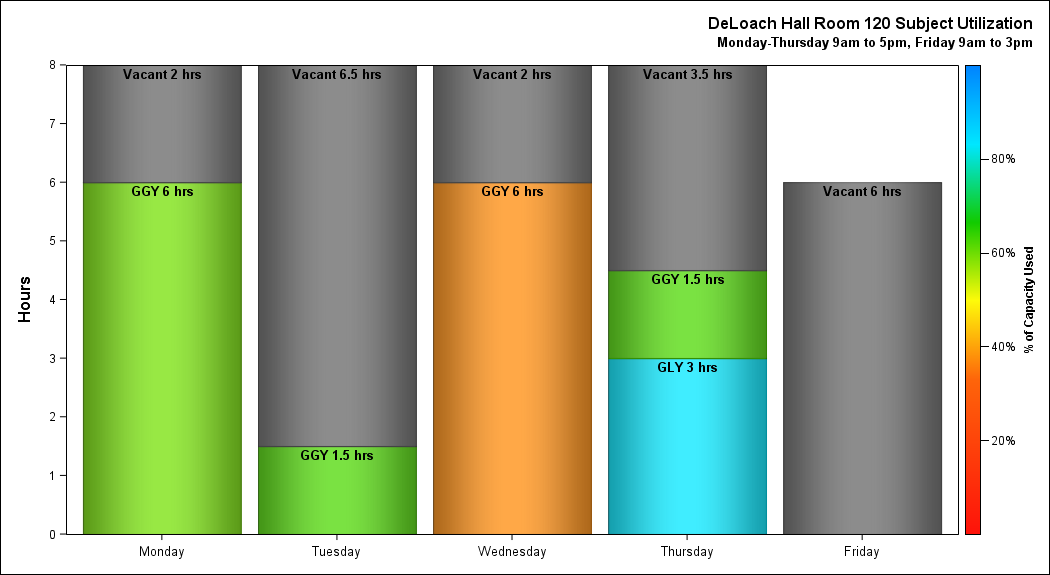 DeLoach Hall Room 120 Subject Utilization
Monday-Thursday 9am to 5pm, Friday 9am to 3pm
Hours
8
7
6
5
4
3
2
1
0
Vacant 2 hrs
GGY 6 hrs
Vacant 6.5 hrs
GGY 1.5 hrs
Vacant 2 hrs
GGY 6 hrs
Vacant 3.5 hrs
GGY 1.5 hrs
GLY 3 hrs
Vacant 6 hrs
Monday
Tuesday
Wednesday
Thursday
Friday
80%
60%
40%
20%
% of Capacity Used